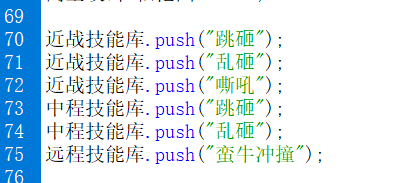 69
70 近战技能库.push("跳砸");
71 近战技能库.push("乱砸");
72 近战技能库.push("嘶吼");
73 中程技能库.push("跳砸");
74 中程技能库.push("乱砸");
75 远程技能库.push("蛮牛冲撞");
76